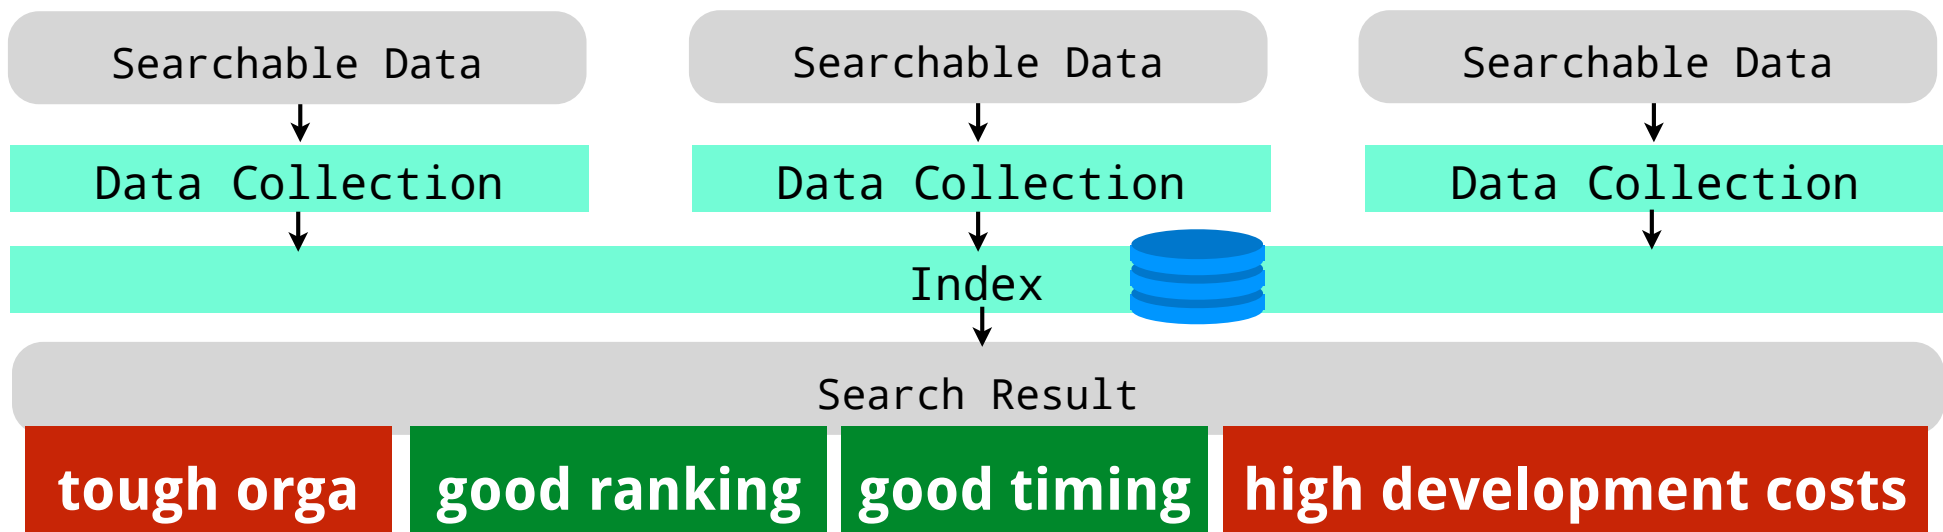 Searchable Data
Searchable Data
Searchable Data
Data Collection
Data Collection
Data Collection
Index
Search Result
tough orga
good ranking
good timing
high development costs